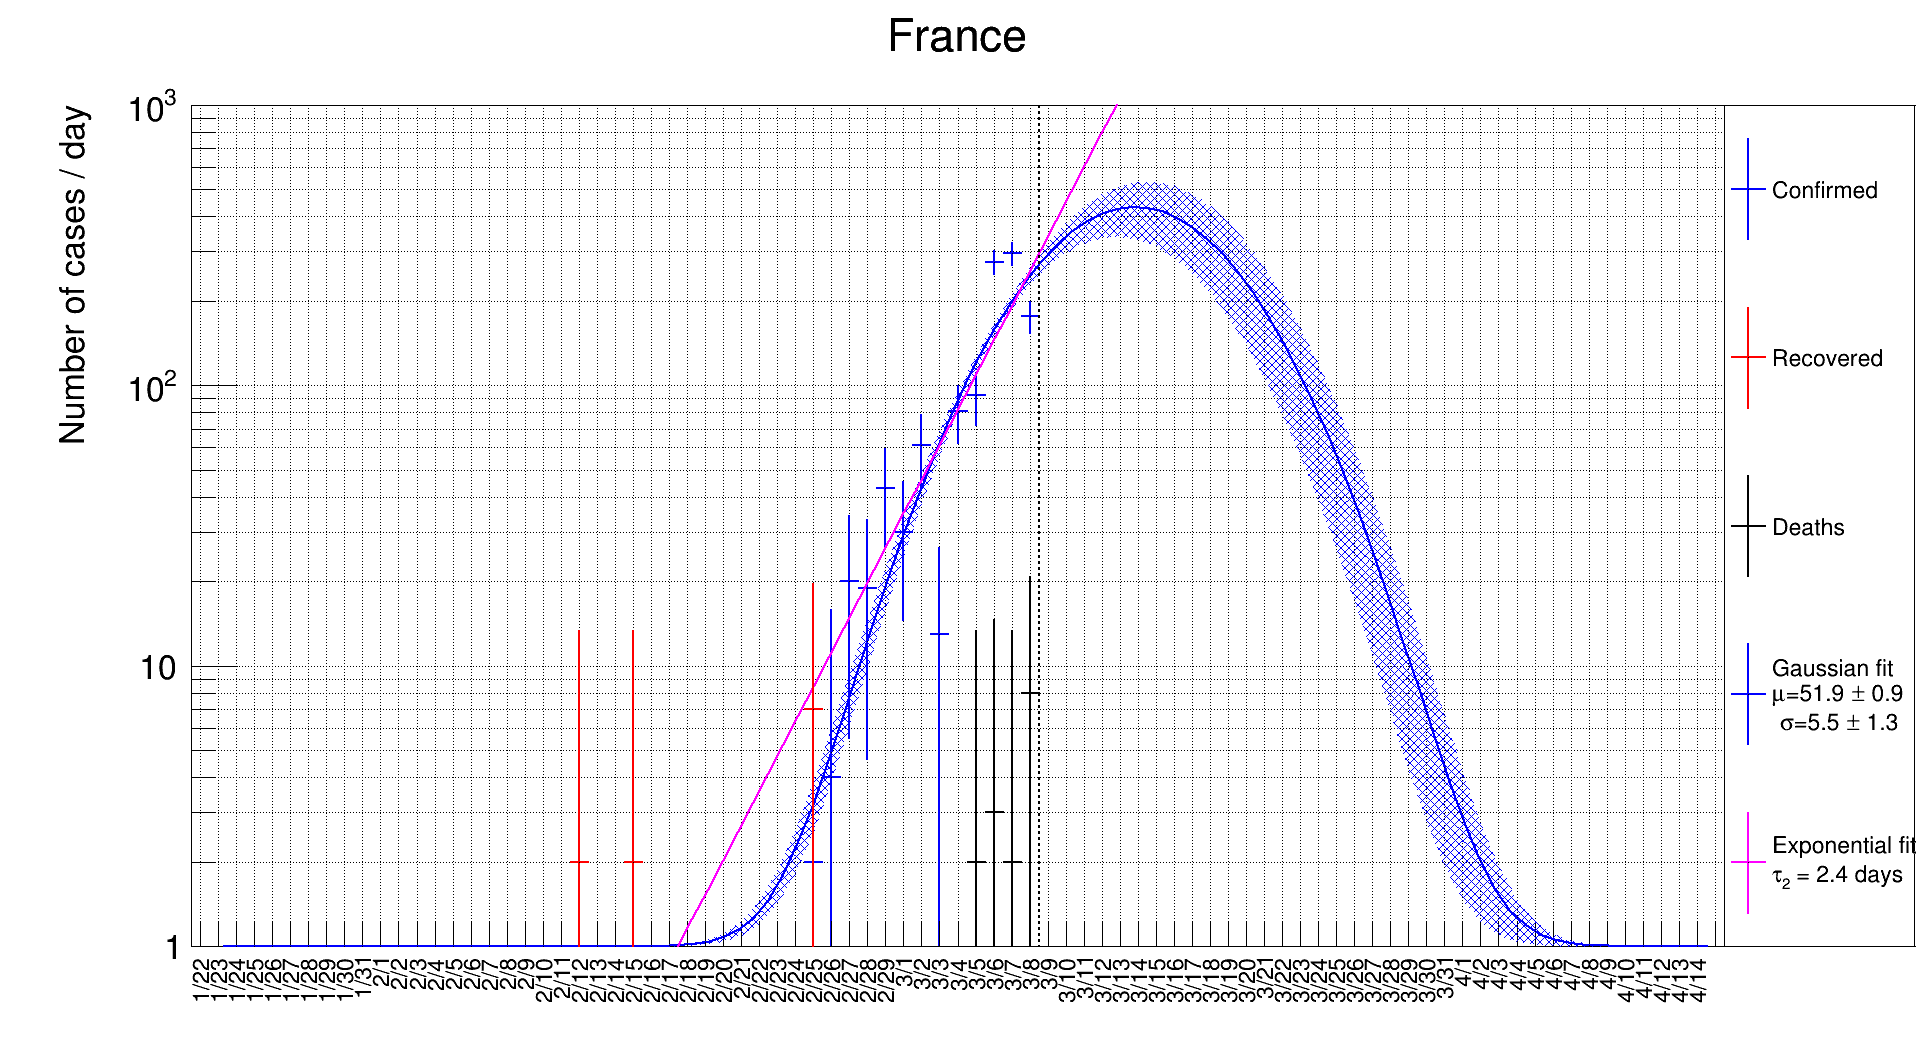 France
Number of cases / day
10³
10²
10
1
1/22 1/23 1/24 1/25 1/26 1/27 1/28 1/29 1/30 1/31 2/1 2/2 2/3 2/4 2/5 2/6 2/7 2/8 2/9 2/10 2/11 2/12 2/13 2/14 2/15 2/16 2/17 2/18 2/19 2/20 2/21 2/22 2/23 2/24 2/25 2/26 2/27 2/28 2/29 3/1 3/2 3/3 3/4 3/5 3/6 3/7 3/8 3/9 3/10 3/11 3/12 3/13 3/14 3/15 3/16 3/17 3/18 3/19 3/20 3/21 3/22 3/23 3/24 3/25 3/26 3/27 3/28 3/29 3/30 3/31 4/1 4/2 4/3 4/4 4/5 4/6 4/7 4/8 4/9 4/10 4/11 4/12 4/13 4/14
Confirmed
Recovered
Deaths
Gaussian fit
μ=51.9 ± 0.9
σ=5.5 ± 1.3
Exponential fit
τ₂ = 2.4 days